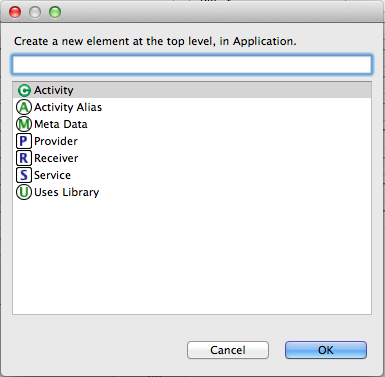 Create a new element at the top level, in Application.
C Activity
A Activity Alias
M Meta Data
P Provider
R Receiver
S Service
U Uses Library
Cancel OK